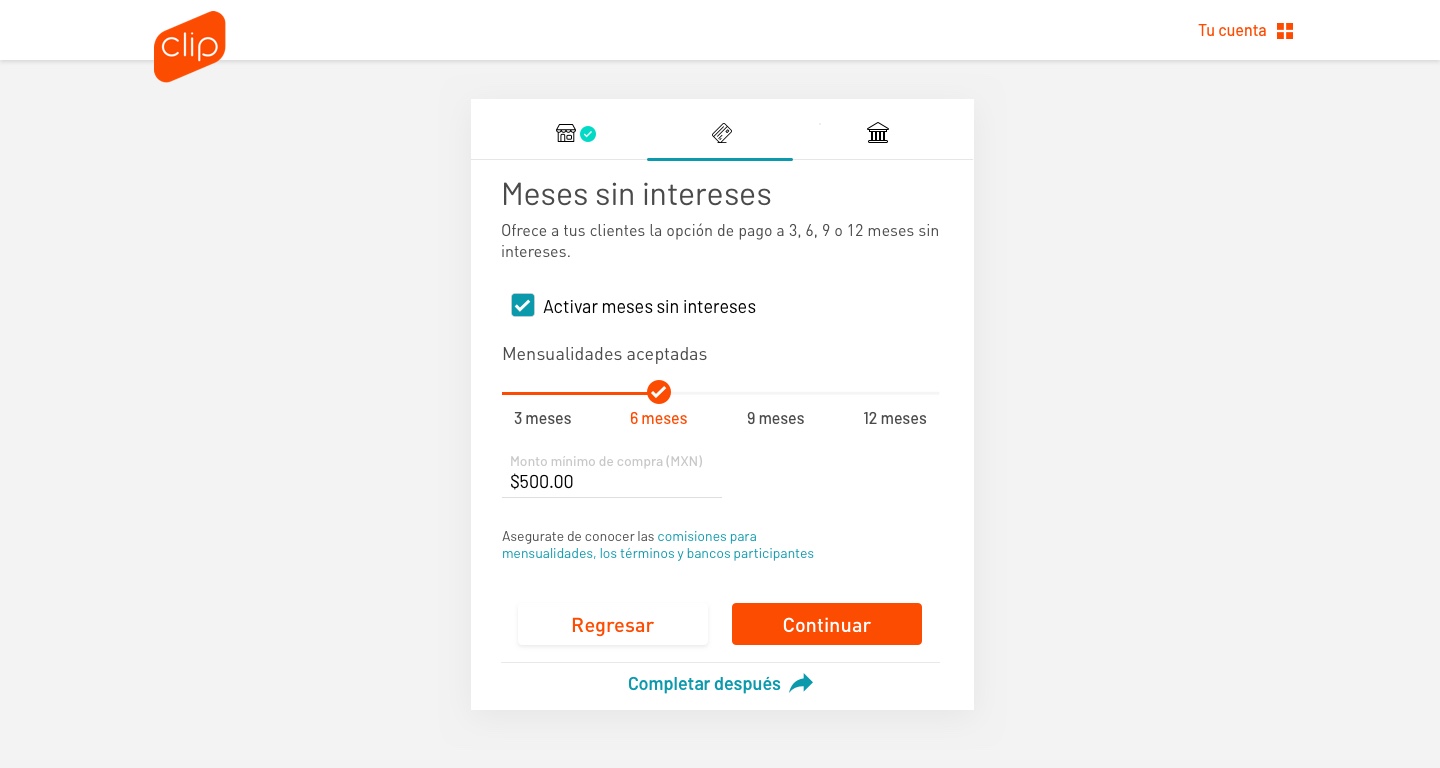 clip
Tu cuenta
Meses sin intereses
Ofrece a tus clientes la opción de pago a 3, 6, 9 o 12 meses sin
intereses.
Activar meses sin intereses
Mensualidades aceptadas
3 meses 6 meses 9 meses 12 meses
Monto mínimo de compra (MXN)
$500.00
Asegurate de conocer las comisiones para
mensualidades, los términos y bancos participantes
Regresar Continuar
Completar después